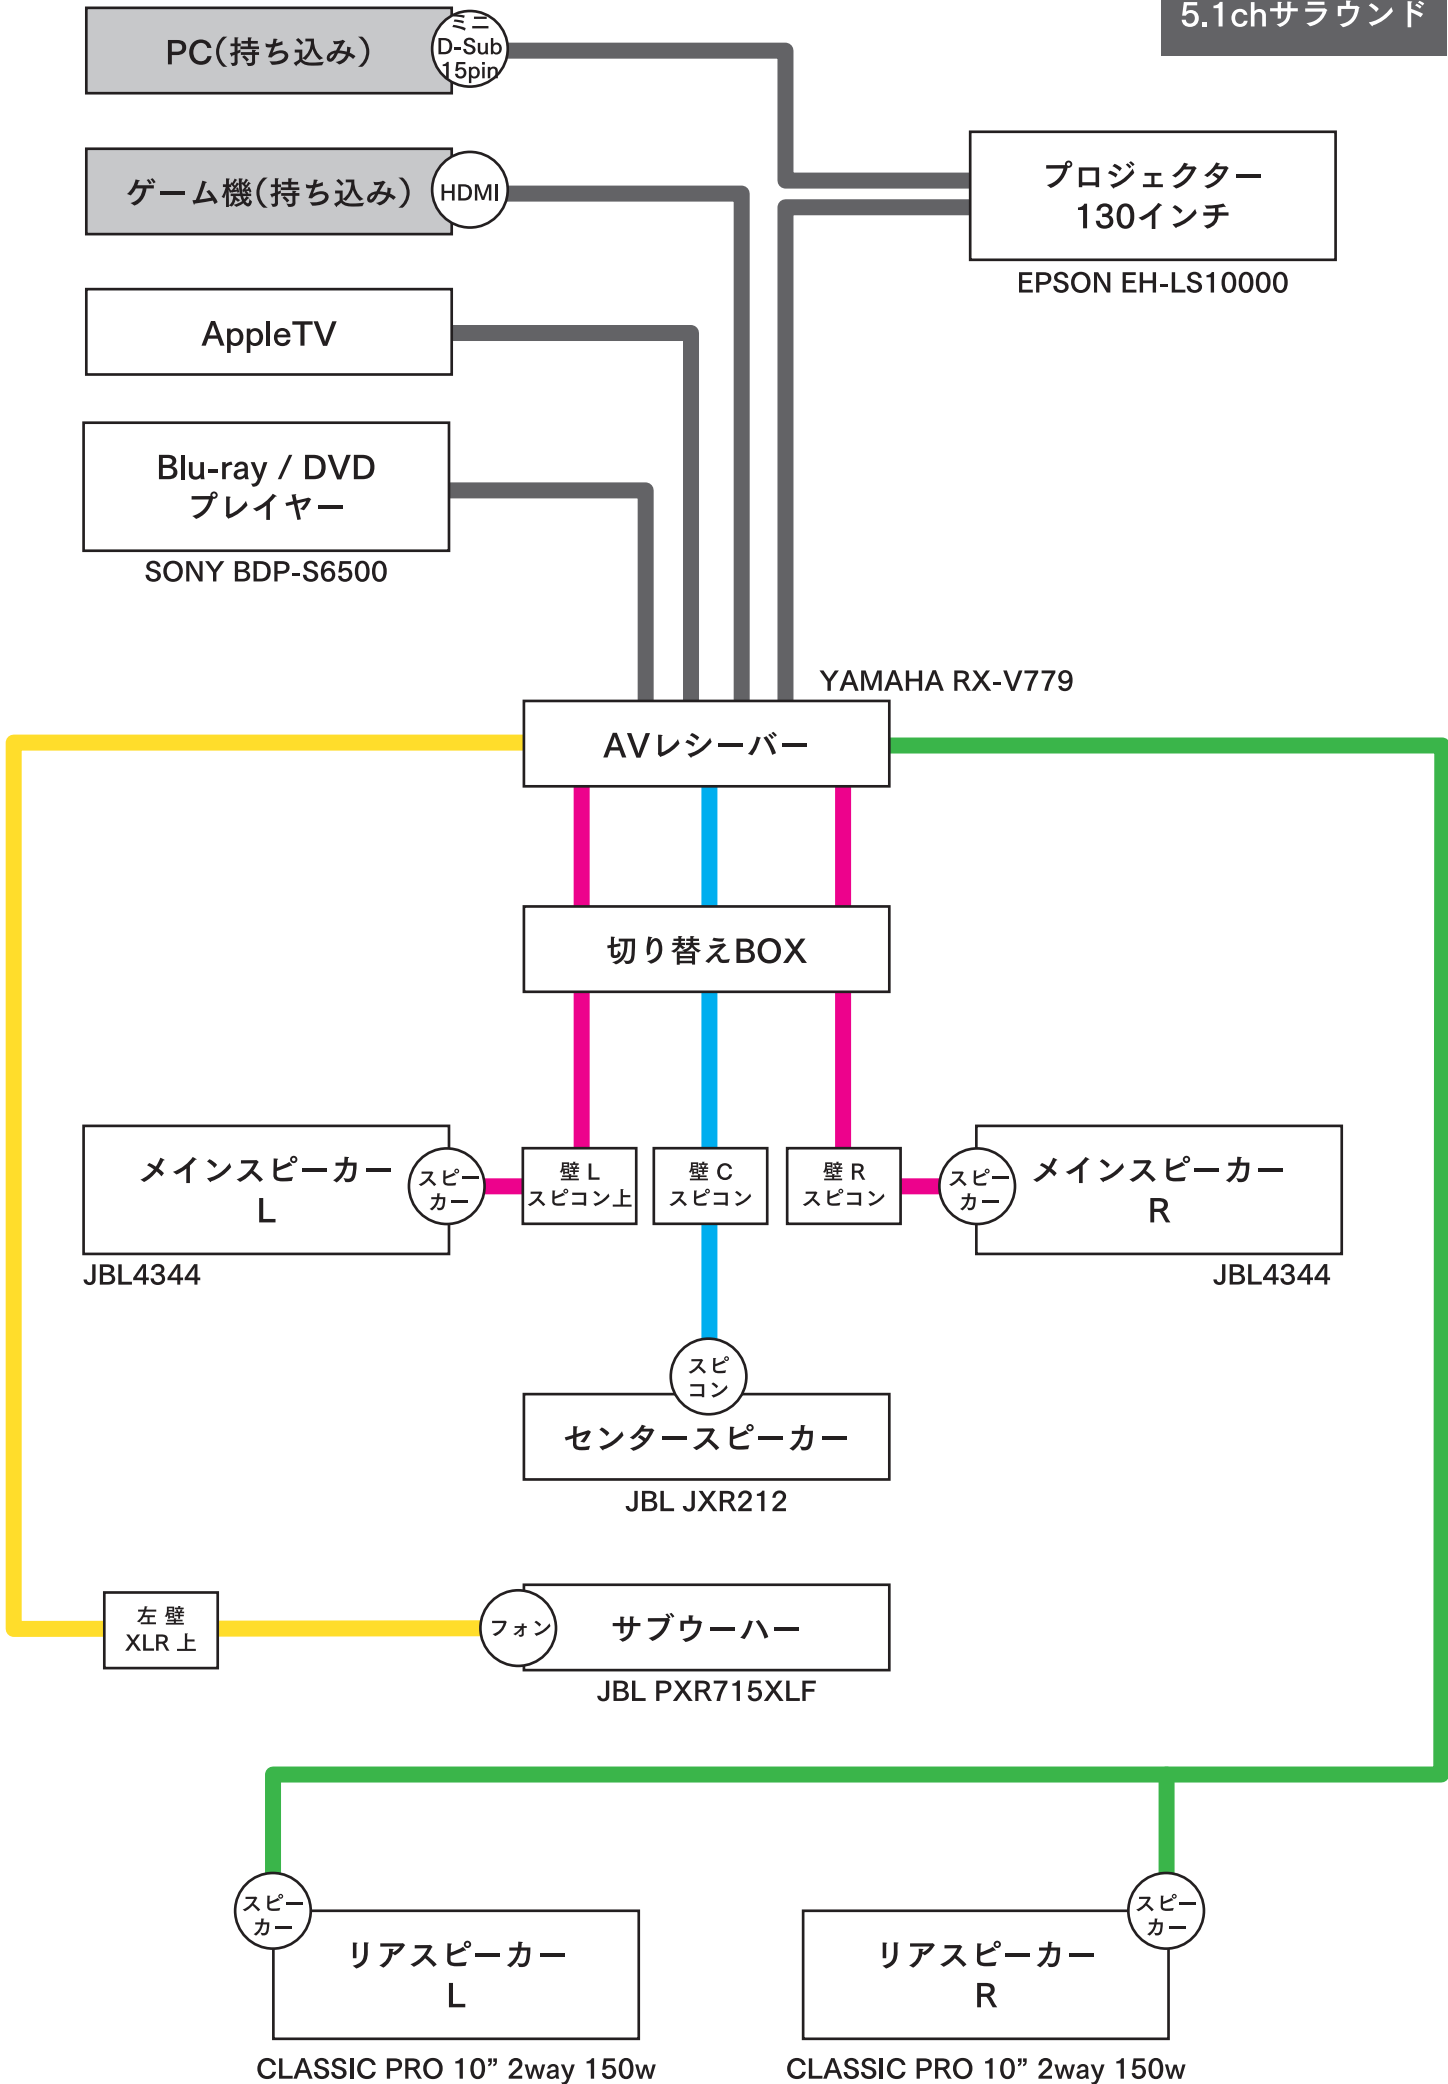 5.1chサラウンド
PC(持ち込み)
ミニ
D-Sub
15pin
ゲーム機(持ち込み)
HDMI
プロジェクター
130インチ
EPSON EH-LS10000
AppleTV
Blu-ray / DVD
プレイヤー
SONY BDP-S6500
YAMAHA RX-V779
AVレシーバー
切り替えBOX
メインスピーカー
L
スピー
カー
JBL4344
壁 L
スピコン上
壁 C
スピコン
壁 R
スピコン
スピー
カー
メインスピーカー
R
JBL4344
スピ
コン
センタースピーカー
JBL JXR212
左 壁
XLR 上
フォン
サブウーハー
JBL PXR715XLF
スピー
カー
リアスピーカー
L
CLASSIC PRO 10” 2way 150w
スピー
カー
リアスピーカー
R
CLASSIC PRO 10” 2way 150w